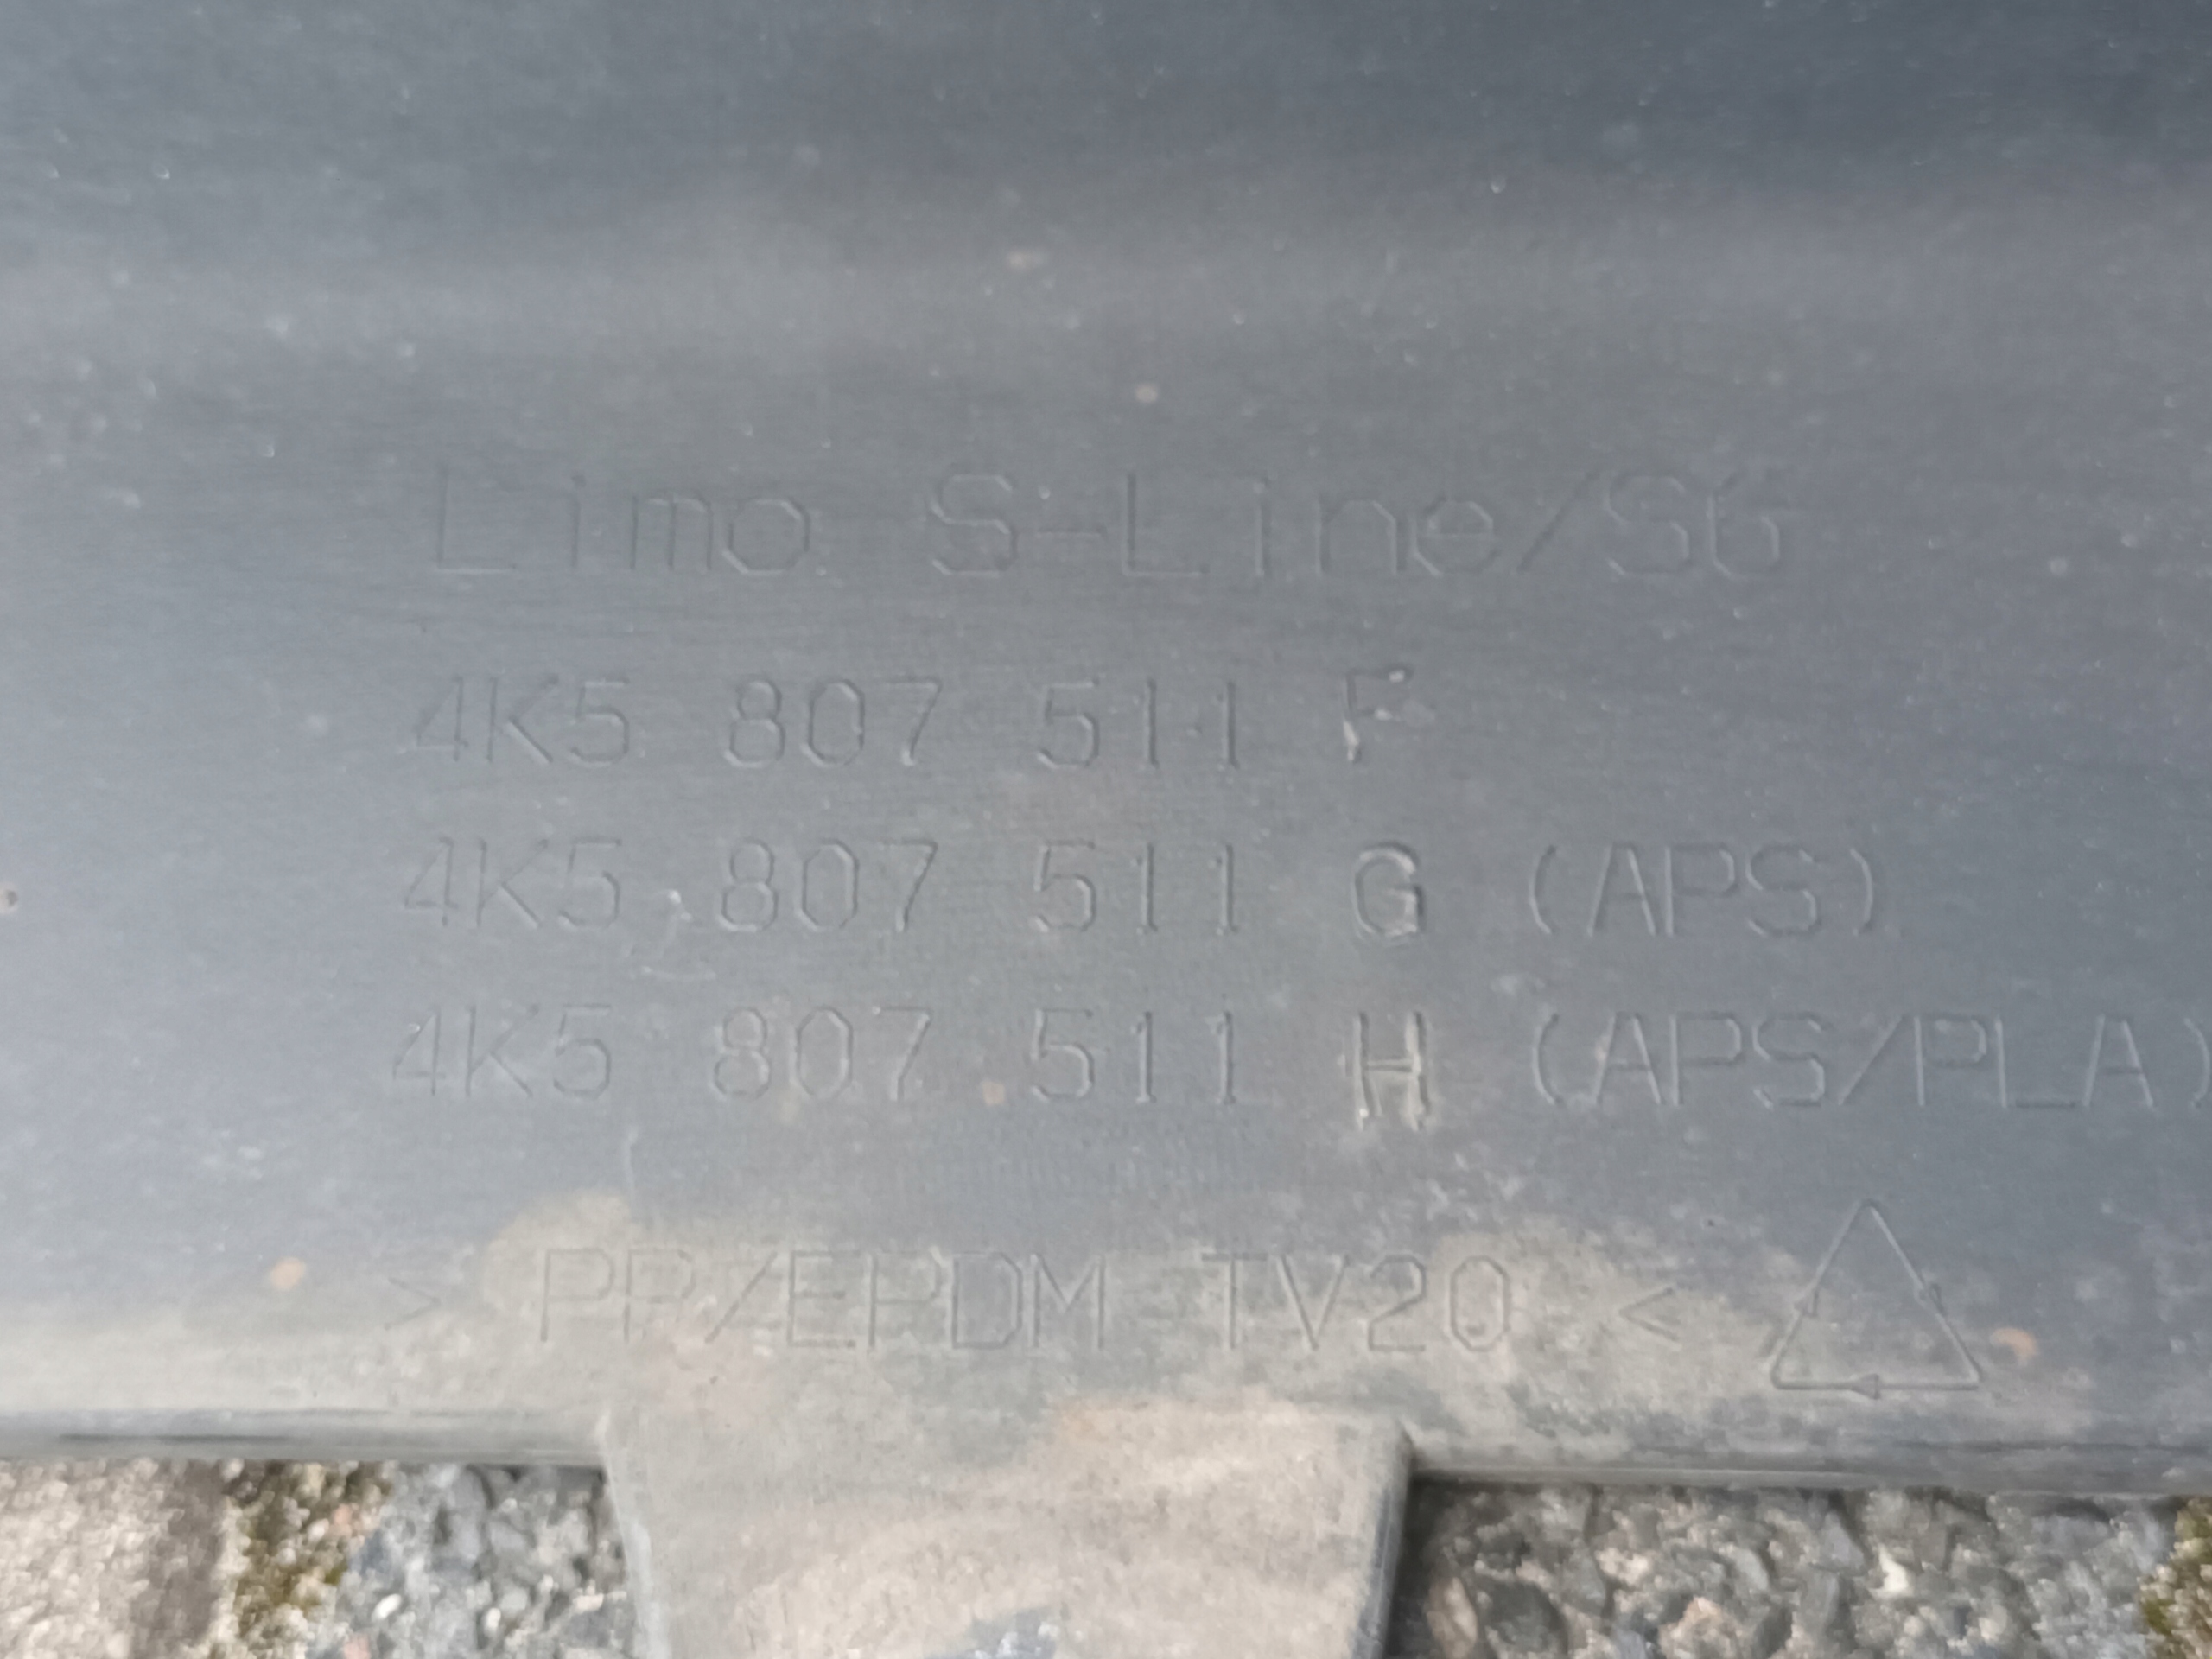 Limo S-Line/S6
4K5 807 511 F
4K5 807 511 G (APS)
4K5 807 511 H (APS/PLA)
> PP/EPDM-TV20 <